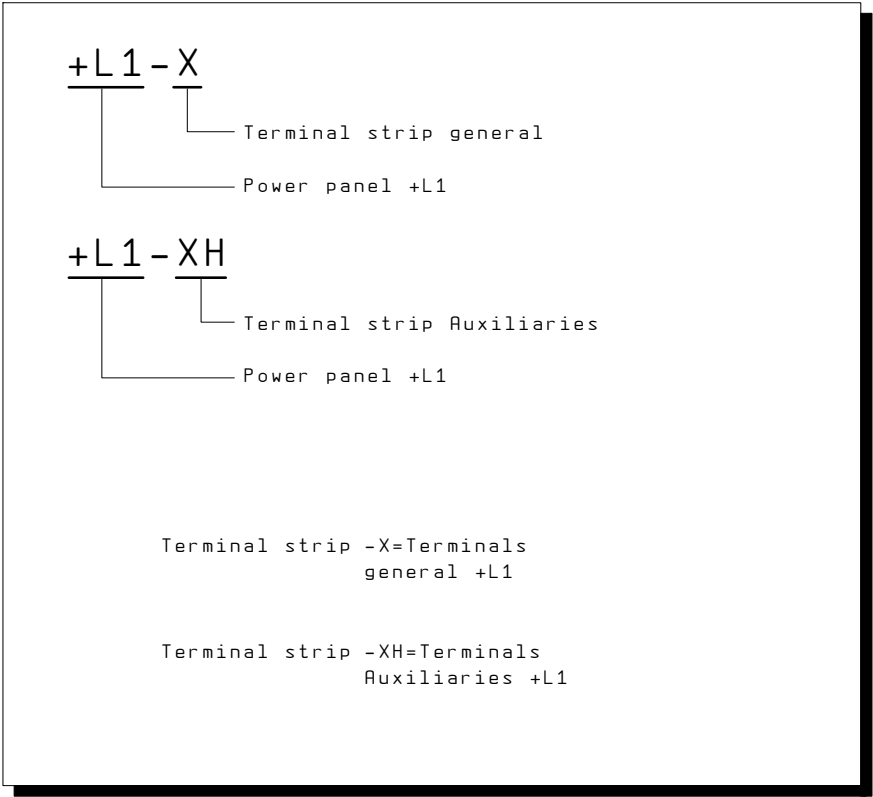 +L1-X
Terminal strip general
Power panel +L1
+L1-XH
Terminal strip Auxiliaries
Power panel +L1
Terminal strip -X=Terminals
general +L1
Terminal strip -XH=Terminals
Auxiliaries +L1